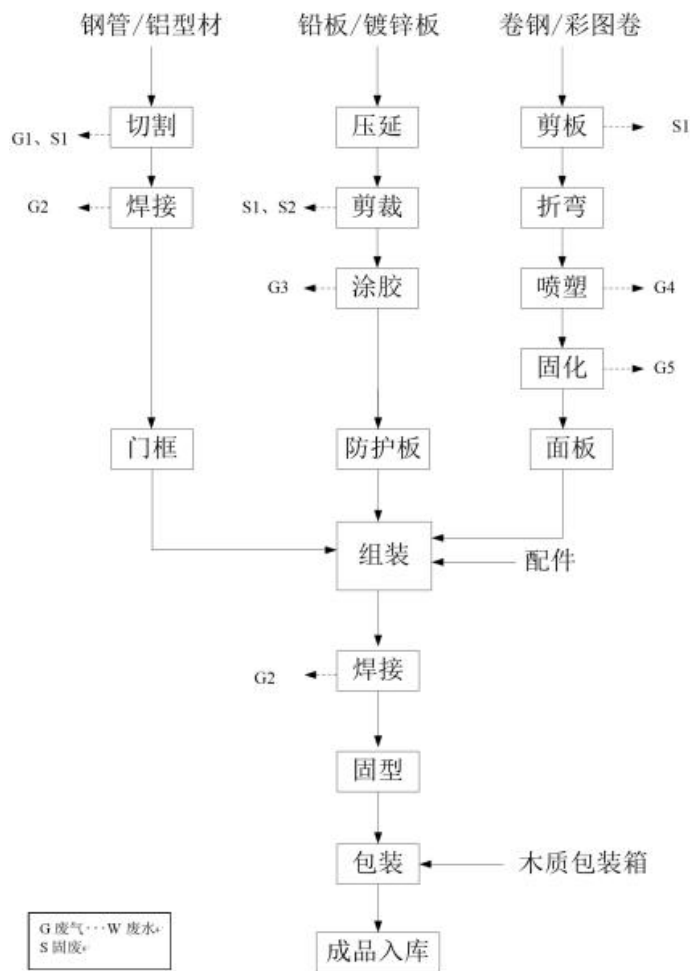 钢管/铝型材 铅板/镀锌板 卷钢/彩图卷
切割 压延 剪板
G1、S1 S1
焊接 剪裁 折弯
G2 S1、S2
涂胶 喷塑
G3 G4
固化
G5
门框 防护板 面板
组装
配件
焊接
G2
固型
包装 木质包装箱
G 废气···W 废水
S 固废
成品入库